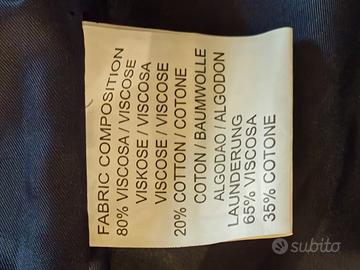 FABRIC COMPOSITION
80% VISCOSA / VISCOSE
VISKOSE / VISCOSA
VISCOSE / VISCOSE
20% COTTON / COTONE
COTON / BAUMWOLLE
ALGODAO / ALGODON
LAUNDERUNG
65% VISCOSA
35% COTONE
subito